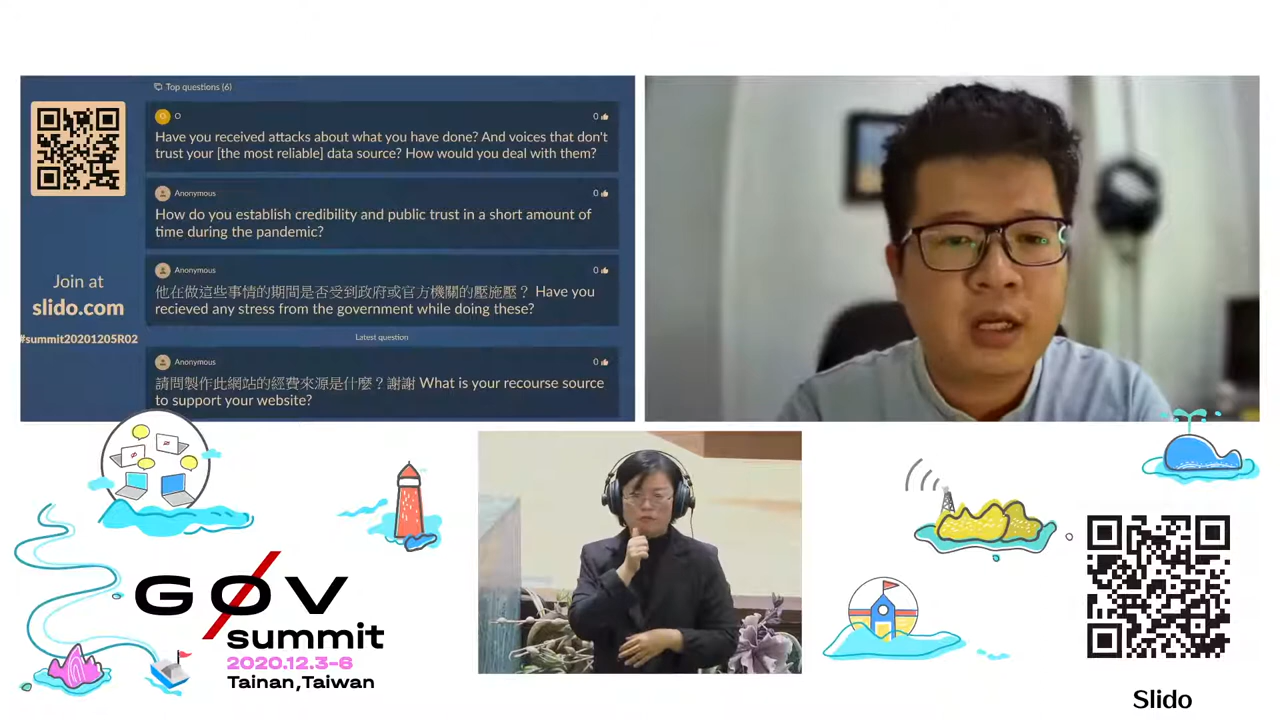 Top questions (6)
O
O
0
Have you received attacks about what you have done? And voices that don't
trust your [the most reliable] data source? How would you deal with them?
Anonymous
0
How do you establish credibility and public trust in a short amount of
time during the pandemic?
Anonymous
0
他在做這些事情的期間是否受到政府或官方機關的壓施壓？ Have you
recieved any stress from the government while doing these?
Latest question
Anonymous
0
請問製作此網站的經費來源是什麼？謝謝 What is your recourse source
to support your website?
Join at
slido.com
#summit20201205R02
GØV
summit
2020.12.3-6
Tainan,Taiwan
Slido